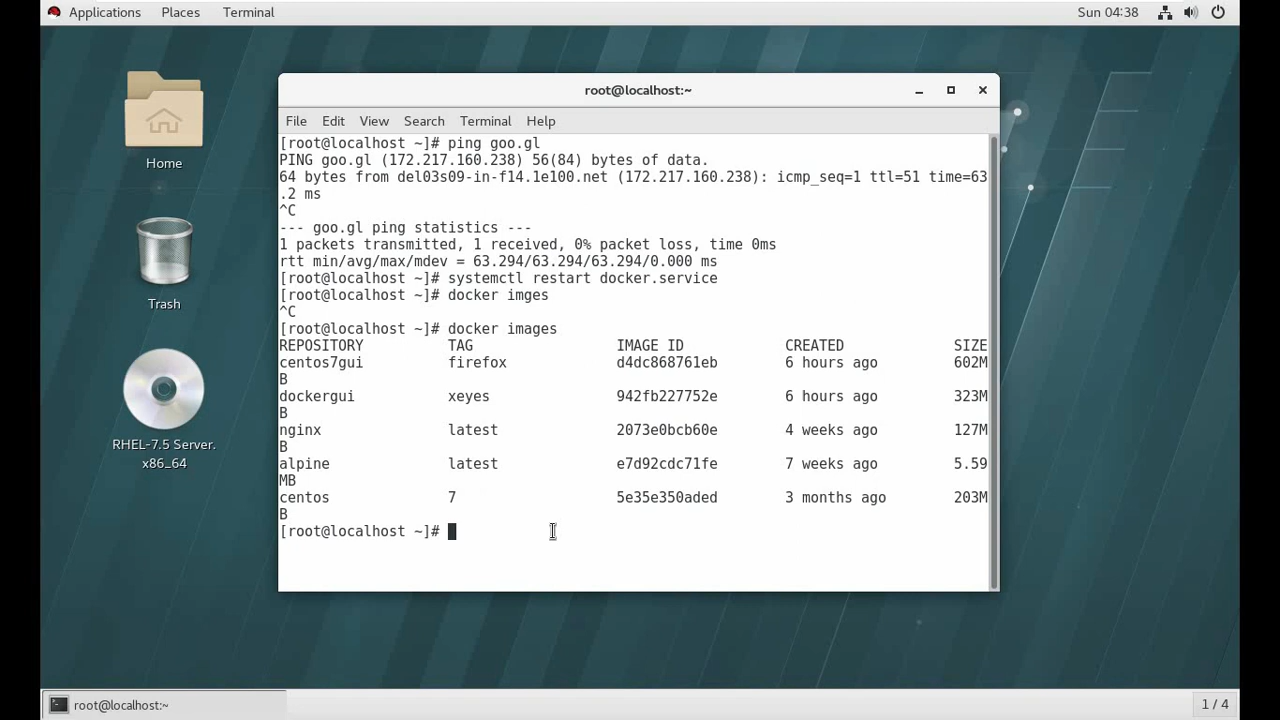 Applications Places Terminal Sun 04:38
Home
Trash
RHEL-7.5 Server.
x86_64
root@localhost:~
File Edit View Search Terminal Help
[root@localhost ~]# ping goo.gl
PING goo.gl (172.217.160.238) 56(84) bytes of data.
64 bytes from del03s09-in-f14.1e100.net (172.217.160.238): icmp_seq=1 ttl=51 time=63
.2 ms
^C
--- goo.gl ping statistics ---
1 packets transmitted, 1 received, 0% packet loss, time 0ms
rtt min/avg/max/mdev = 63.294/63.294/63.294/0.000 ms
[root@localhost ~]# systemctl restart docker.service
[root@localhost ~]# docker imges
^C
[root@localhost ~]# docker images
REPOSITORY TAG IMAGE ID CREATED SIZE
centos7gui firefox d4dc868761eb 6 hours ago 602M
B
dockergui xeyes 942fb227752e 6 hours ago 323M
B
nginx latest 2073e0bcb60e 4 weeks ago 127M
B
alpine latest e7d92cdc71fe 7 weeks ago 5.59
MB
centos 7 5e35e350aded 3 months ago 203M
B
[root@localhost ~]#
root@localhost:~
1 / 4